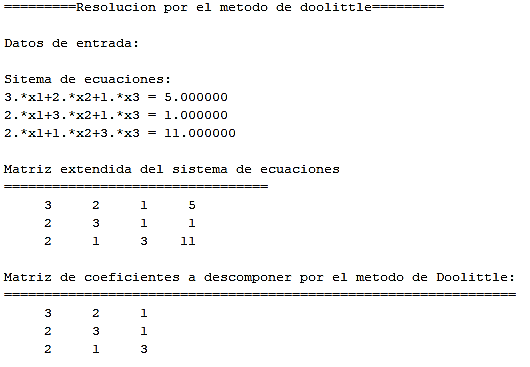 =========Resolucion por el metodo de doolittle=========
Datos de entrada:
Sitema de ecuaciones:
3.*x1+2.*x2+1.*x3 = 5.000000
2.*x1+3.*x2+1.*x3 = 1.000000
2.*x1+1.*x2+3.*x3 = 11.000000
Matriz extendida del sistema de ecuaciones
=================================
3 2 1 5
2 3 1 1
2 1 3 11
Matriz de coeficientes a descomponer por el metodo de Doolittle:
================================================================
3 2 1
2 3 1
2 1 3